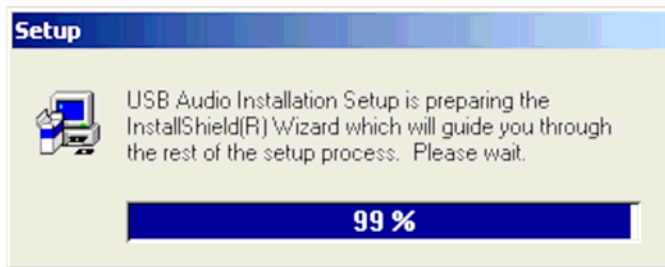 Setup
USB Audio Installation Setup is preparing the
InstallShield(R) Wizard which will guide you through
the rest of the setup process.  Please wait.
99 %